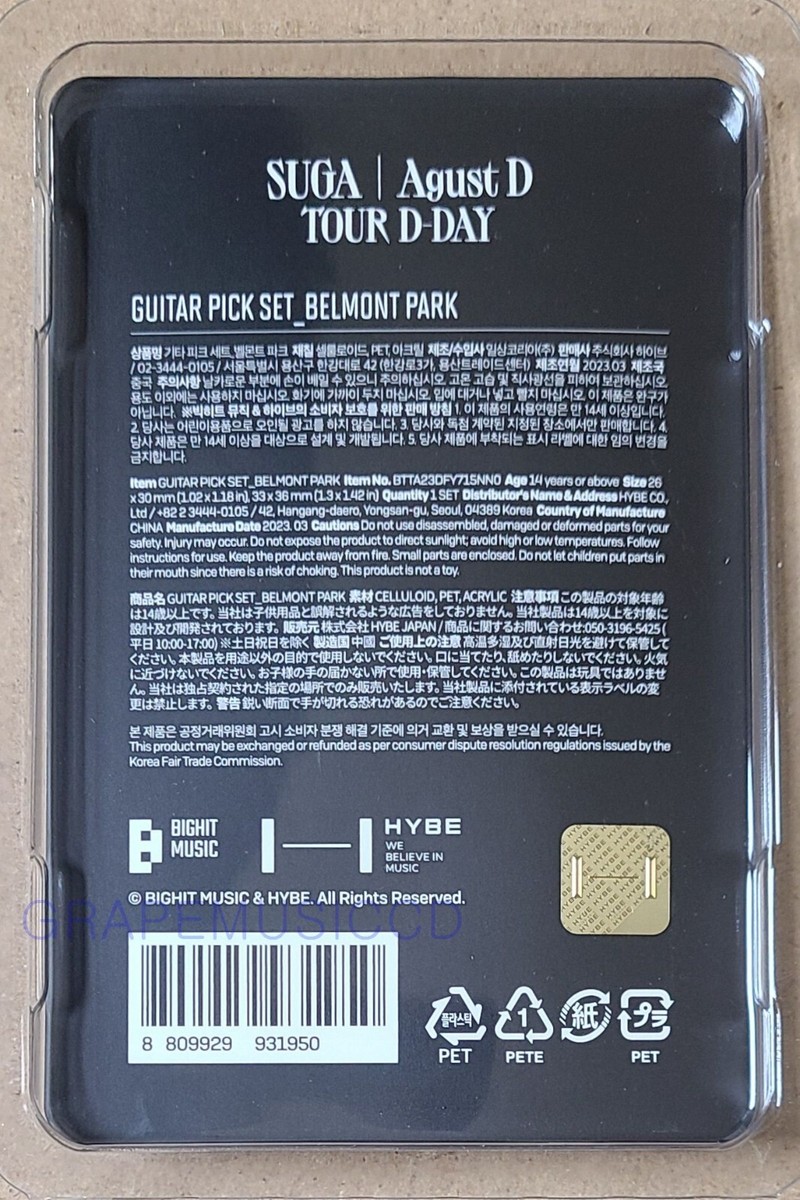 SUGA | Agust D
TOUR D-DAY
GUITAR PICK SET_BELMONT PARK
상품명 기타 피크 세트_벨몬트 파크 재질 셀룰로이드, PET, 아크릴 제조/수입사 일상코리아(주) 판매사 주식회사 하이브
/ 02-3444-0105 / 서울특별시 용산구 한강대로 42 (한강로3가, 용산트레이드센터) 제조연월 2023.03 제조국
중국 주의사항 날카로운 부분에 손이 베일 수 있으니 주의하십시오. 고온 고습 및 직사광선을 피하여 보관하십시오.
용도 이외에는 사용하지 마십시오. 화기에 가까이 두지 마십시오. 입에 대거나 넣고 빨지 마십시오. 이 제품은 완구가
아닙니다. ※빅히트 뮤직 & 하이브의 소비자 보호를 위한 판매 방침 1. 이 제품의 사용연령은 만 14세 이상입니다.
2. 당사는 어린이용품으로 오인될 광고를 하지 않습니다. 3. 당사와 독점 계약된 지정된 장소에서만 판매합니다. 4.
당사 제품은 만 14세 이상을 대상으로 설계 및 개발됩니다. 5. 당사 제품에 부착되는 표시 라벨에 대한 임의 변경을
금지합니다.
Item GUITAR PICK SET_BELMONT PARK Item No. BTTA23DFY715NN0 Age 14 years or above Size 26
x 30 mm (1.02 x 1.18 in), 33 x 36 mm (1.3 x 1.42 in) Quantity 1 SET Distributor's Name & Address HYBE CO.,
Ltd / +82 2 3444-0105 / 42, Hangang-daero, Yongsan-gu, Seoul, 04389 Korea Country of Manufacture
CHINA Manufacture Date 2023. 03 Cautions Do not use disassembled, damaged or deformed parts for your
safety. Injury may occur. Do not expose the product to direct sunlight; avoid high or low temperatures. Follow
instructions for use. Keep the product away from fire. Small parts are enclosed. Do not let children put parts in
their mouth since there is a risk of choking. This product is not a toy.
商品名 GUITAR PICK SET_BELMONT PARK 素材 CELLULOID, PET, ACRYLIC 注意事項 この製品の対象年齢
は14歳以上です。当社は子供用品と誤解されるような広告をしておりません。当社製品は14歳以上を対象に
設計及び開発されております。販売元 株式会社 HYBE JAPAN / 商品に関するお問い合わせ:050-3196-5425 (
平日 10:00-17:00) ※土日祝日を除く 製造国 中國 ご使用上の注意 高温多湿及び直射日光を避けて保管して
ください。本製品を用途以外の目的で使用しないでください。口に当てたり、舐めたりしないでください。火気
に近づけないでください。お子様の手の届かない所で使用・保管してください。この製品は玩具ではありませ
ん。当社は独占契約された指定の場所でのみ販売いたします。当社製品に添付されている表示ラベルの変
更は禁止します。警告 鋭い断面で手が切れる恐れがあるのでご注意ください。
본 제품은 공정거래위원회 고시 소비자 분쟁 해결 기준에 의거 교환 및 보상을 받으실 수 있습니다.
This product may be exchanged or refunded as per consumer dispute resolution regulations issued by the
Korea Fair Trade Commission.
BIGHIT
MUSIC
HYBE
WE
BELIEVE IN
MUSIC
© BIGHIT MUSIC & HYBE. All Rights Reserved.
GRAPEMUSICCD
8 809929 931950
플라스틱
PET
1
PETE
紙
プラ
PET